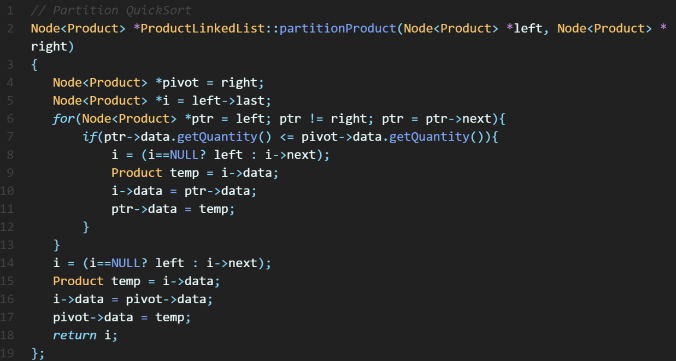 1 // Partition QuickSort
2 Node<Product> *ProductLinkedList::partitionProduct(Node<Product> *left, Node<Product> *
right)
3 {
4 Node<Product> *pivot = right;
5 Node<Product> *i = left->last;
6 for(Node<Product> *ptr = left; ptr != right; ptr = ptr->next){
7 if(ptr->data.getQuantity() <= pivot->data.getQuantity()){
8 i = (i==NULL? left : i->next);
9 Product temp = i->data;
10 i->data = ptr->data;
11 ptr->data = temp;
12 }
13 }
14 i = (i==NULL? left : i->next);
15 Product temp = i->data;
16 i->data = pivot->data;
17 pivot->data = temp;
18 return i;
19 };